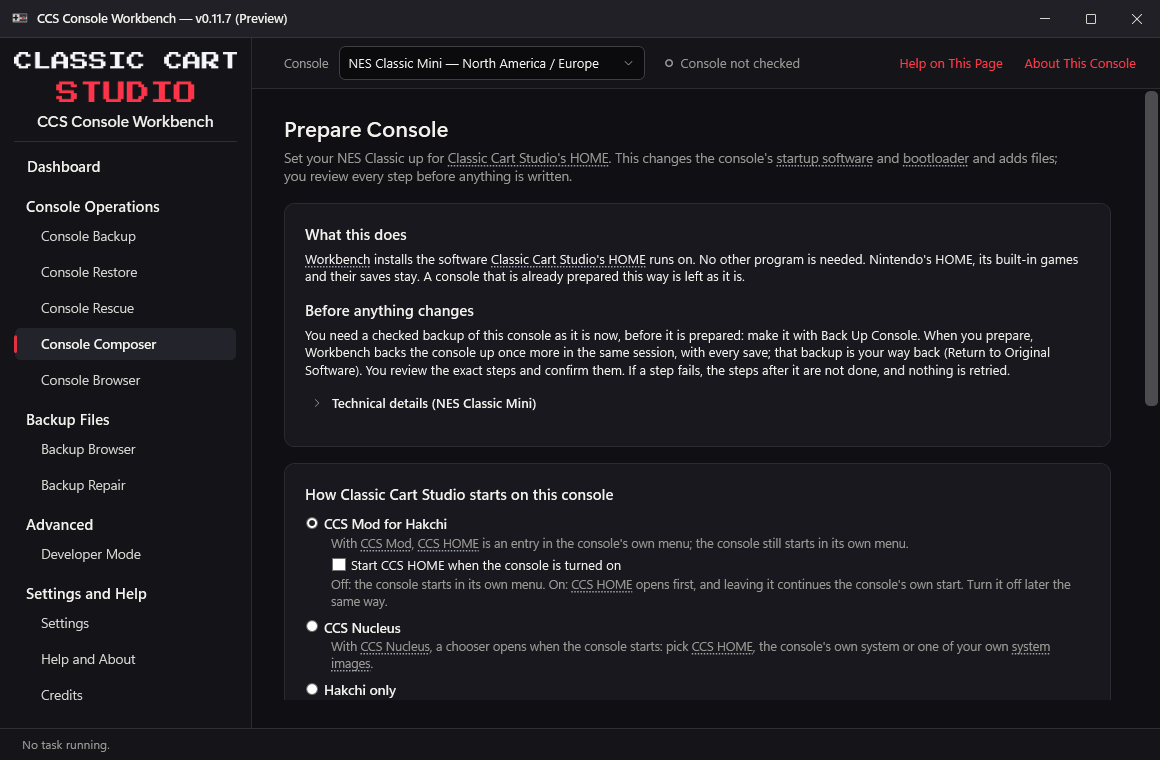 CCS Console Workbench — v0.11.7 (Preview)
CLASSIC CART
STUDIO
CCS Console Workbench
Dashboard
Console Operations
Console Backup
Console Restore
Console Rescue
Console Composer
Console Browser
Backup Files
Backup Browser
Backup Repair
Advanced
Developer Mode
Settings and Help
Settings
Help and About
Credits
Console
NES Classic Mini — North America / Europe
Console not checked
Help on This Page
About This Console
Prepare Console
Set your NES Classic up for Classic Cart Studio's HOME. This changes the console's startup software and bootloader and adds files;
you review every step before anything is written.
What this does
Workbench installs the software Classic Cart Studio's HOME runs on. No other program is needed. Nintendo's HOME, its built-in games
and their saves stay. A console that is already prepared this way is left as it is.
Before anything changes
You need a checked backup of this console as it is now, before it is prepared: make it with Back Up Console. When you prepare,
Workbench backs the console up once more in the same session, with every save; that backup is your way back (Return to Original
Software). You review the exact steps and confirm them. If a step fails, the steps after it are not done, and nothing is retried.
Technical details (NES Classic Mini)
How Classic Cart Studio starts on this console
CCS Mod for Hakchi
With CCS Mod, CCS HOME is an entry in the console's own menu; the console still starts in its own menu.
Start CCS HOME when the console is turned on
Off: the console starts in its own menu. On: CCS HOME opens first, and leaving it continues the console's own start. Turn it off later the
same way.
CCS Nucleus
With CCS Nucleus, a chooser opens when the console starts: pick CCS HOME, the console's own system or one of your own system
images.
Hakchi only
No task running.